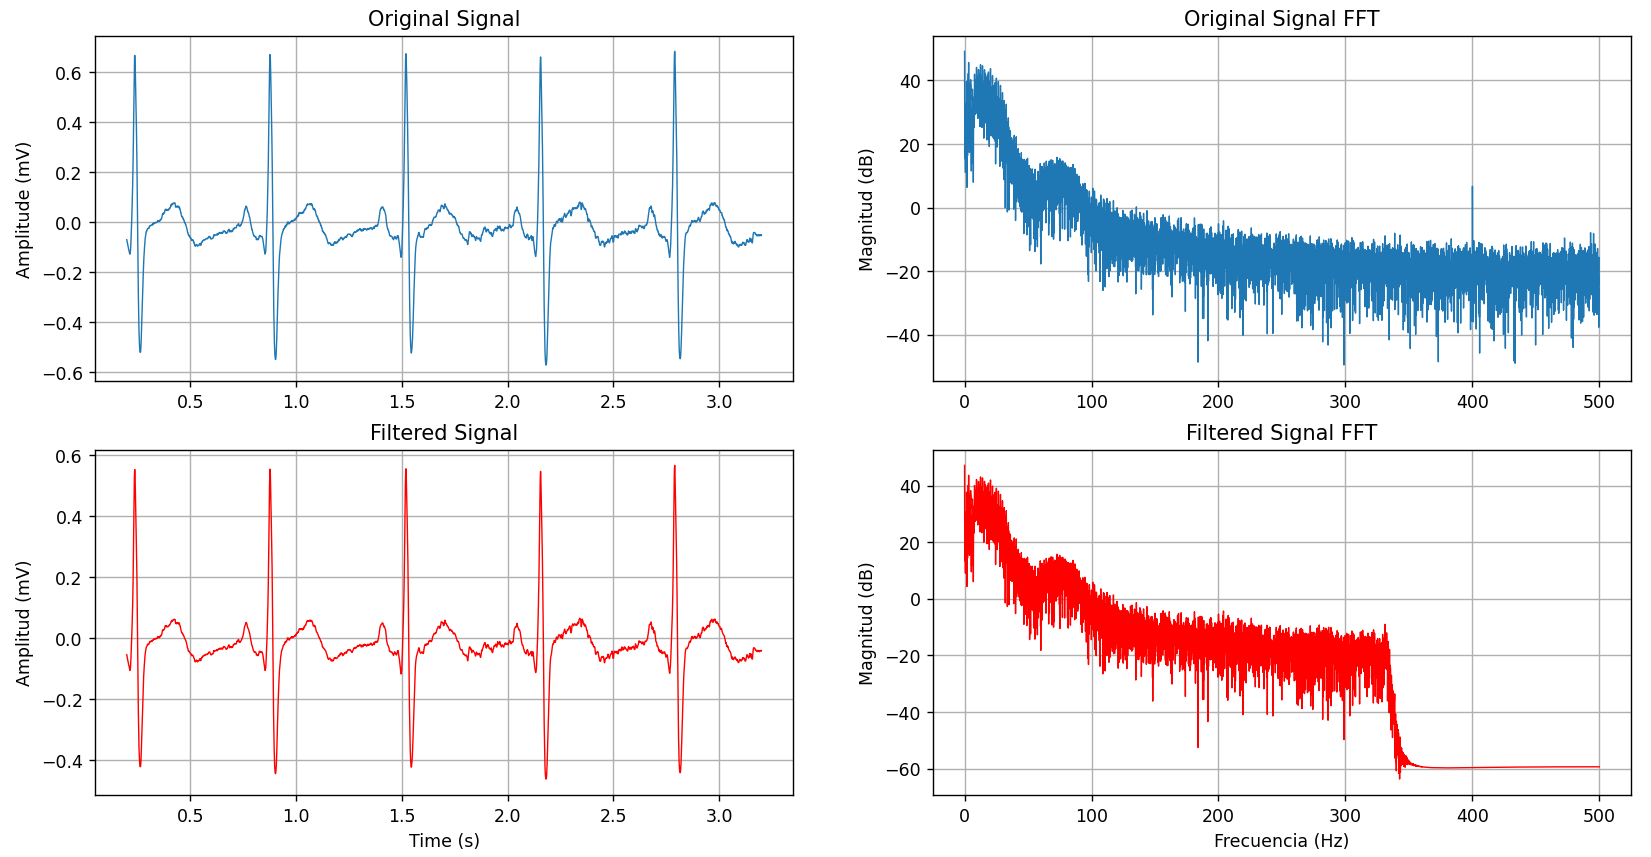 Original Signal
Amplitude (mV)
0.6
0.4
0.2
0.0
−0.2
−0.4
−0.6
0.5 1.0 1.5 2.0 2.5 3.0
Original Signal FFT
Magnitud (dB)
40
20
0
−20
−40
0 100 200 300 400 500
Filtered Signal
Amplitud (mV)
0.6
0.4
0.2
0.0
−0.2
−0.4
0.5 1.0 1.5 2.0 2.5 3.0
Time (s)
Filtered Signal FFT
Magnitud (dB)
40
20
0
−20
−40
−60
0 100 200 300 400 500
Frecuencia (Hz)